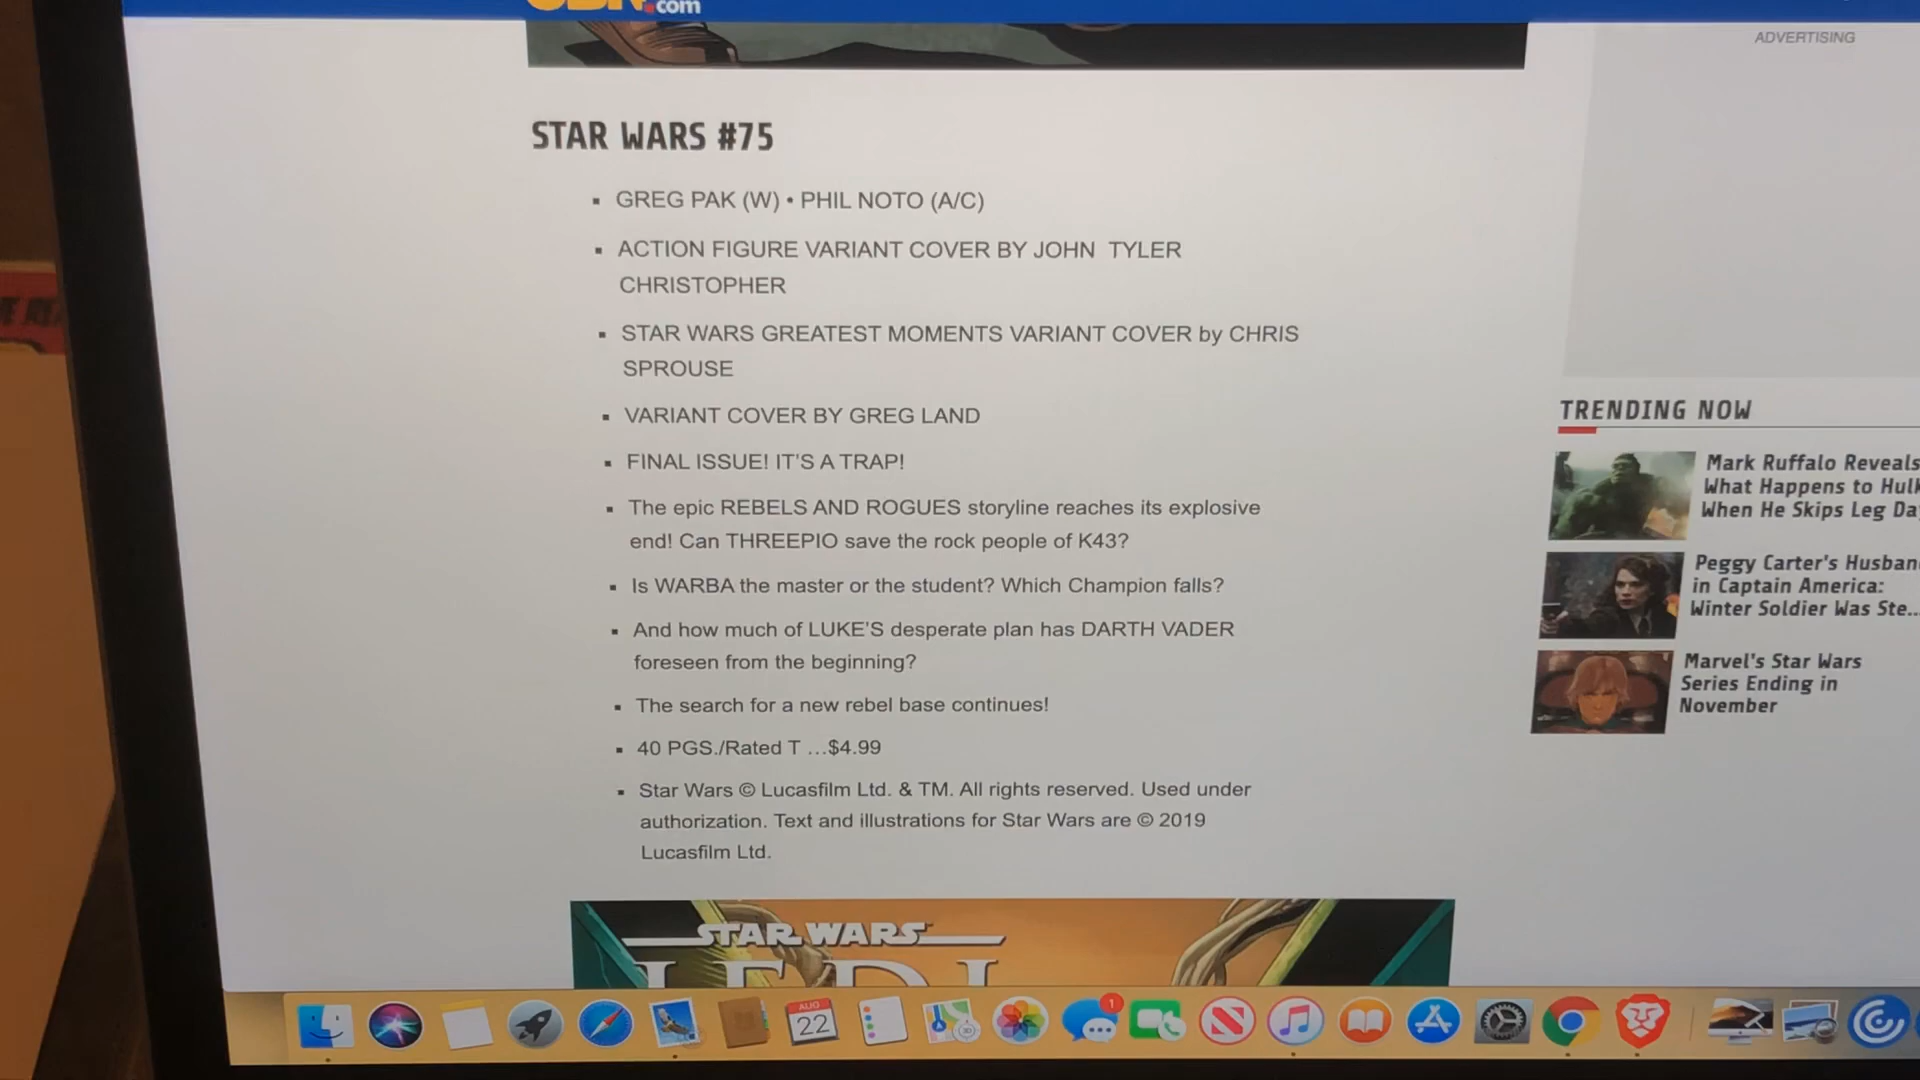 CBR.com
ADVERTISING
STAR WARS #75
▪ GREG PAK (W) • PHIL NOTO (A/C)
▪ ACTION FIGURE VARIANT COVER BY JOHN TYLER
CHRISTOPHER
▪ STAR WARS GREATEST MOMENTS VARIANT COVER by CHRIS
SPROUSE
▪ VARIANT COVER BY GREG LAND
▪ FINAL ISSUE! IT'S A TRAP!
▪ The epic REBELS AND ROGUES storyline reaches its explosive
end! Can THREEPIO save the rock people of K43?
▪ Is WARBA the master or the student? Which Champion falls?
▪ And how much of LUKE'S desperate plan has DARTH VADER
foreseen from the beginning?
▪ The search for a new rebel base continues!
▪ 40 PGS./Rated T …$4.99
▪ Star Wars © Lucasfilm Ltd. & TM. All rights reserved. Used under
authorization. Text and illustrations for Star Wars are © 2019
Lucasfilm Ltd.
TRENDING NOW
Mark Ruffalo Reveals
What Happens to Hulk
When He Skips Leg Da
Peggy Carter's Husban
in Captain America:
Winter Soldier Was Ste...
Marvel's Star Wars
Series Ending in
November
STAR WARS
JEDI
AUG
22
3D
1